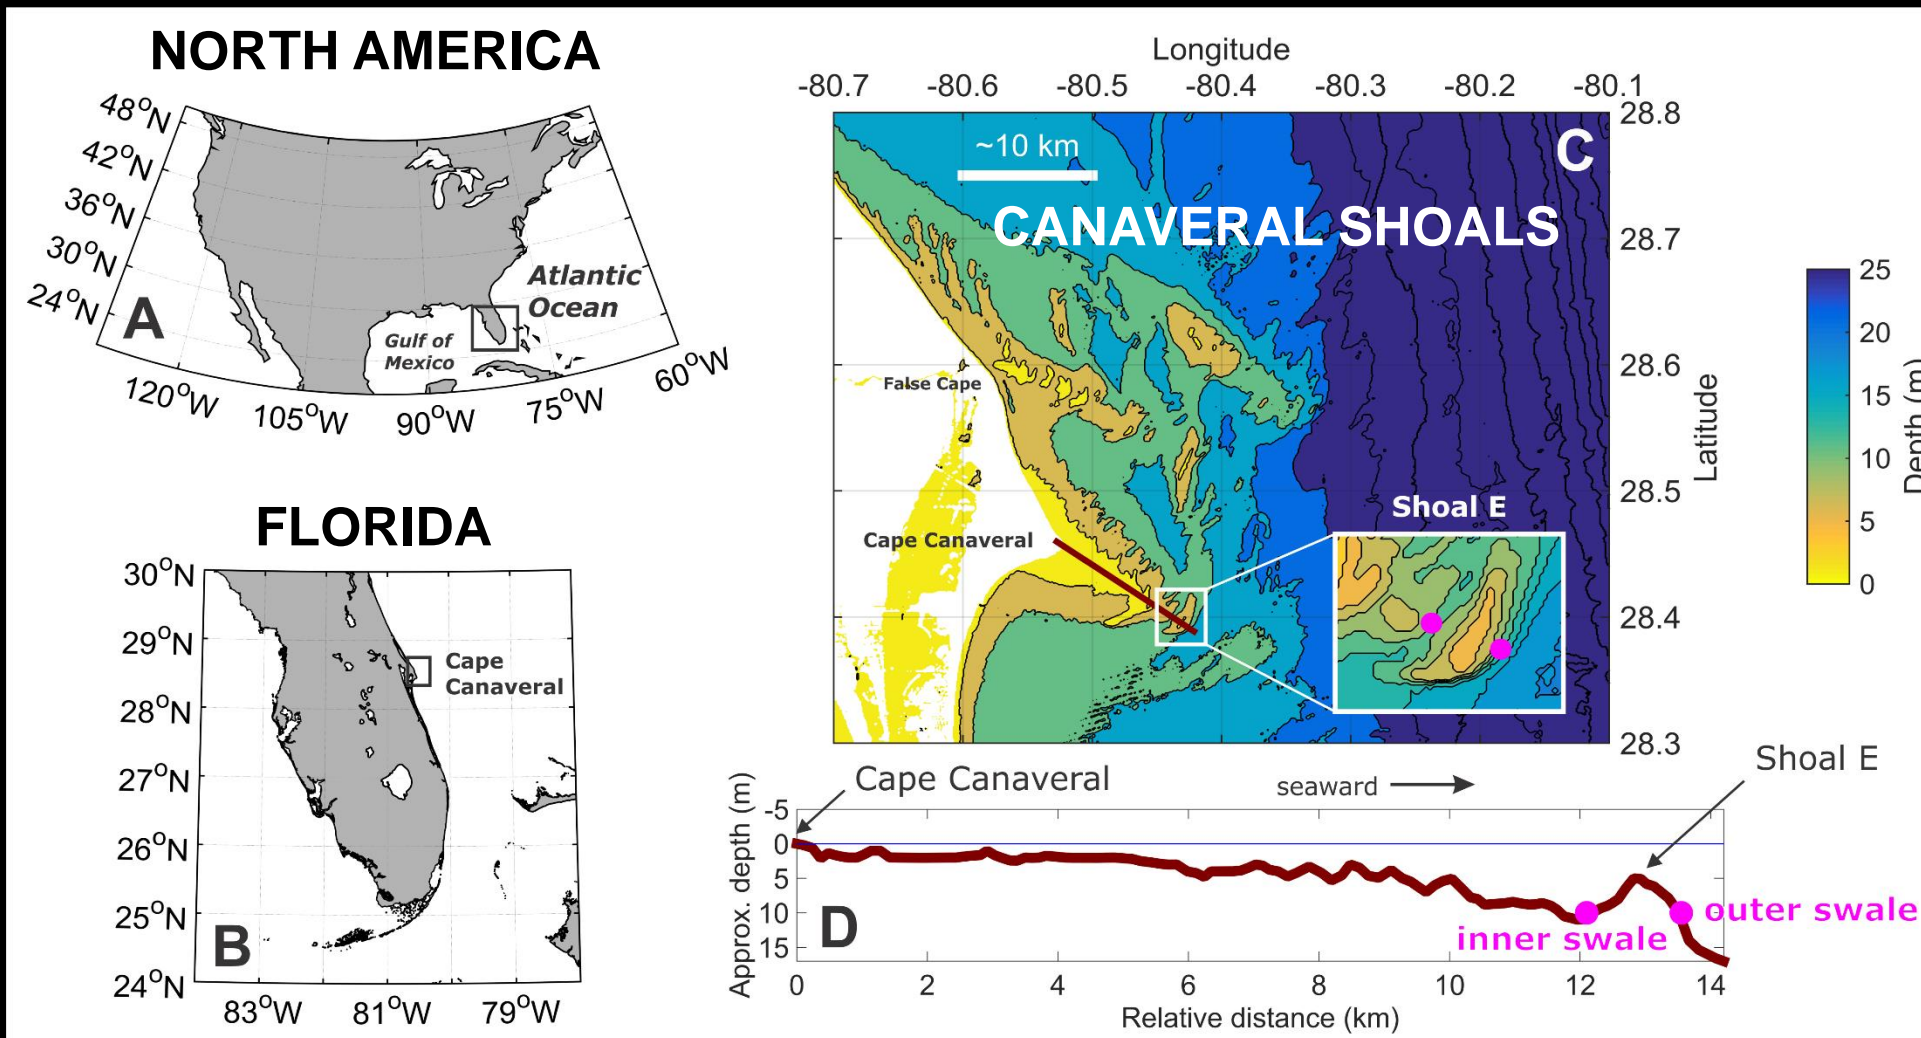 NORTH AMERICA
48°N
42°N
36°N
30°N
24°N
A
Atlantic
Ocean
Gulf of
Mexico
120°W
105°W
90°W
75°W
60°W
FLORIDA
30°N
29°N
28°N
27°N
26°N
25°N
24°N
Cape
Canaveral
B
83°W
81°W
79°W
Longitude
-80.7 -80.6 -80.5 -80.4 -80.3 -80.2 -80.1
~10 km
C
CANAVERAL SHOALS
False Cape
Cape Canaveral
Shoal E
28.8
28.7
28.6
28.5
28.4
28.3
Latitude
25
20
15
10
5
0
Depth (m)
Cape Canaveral
seaward
Shoal E
-5
0
5
10
15
Approx. depth (m)
D
inner swale
outer swale
0 2 4 6 8 10 12 14
Relative distance (km)